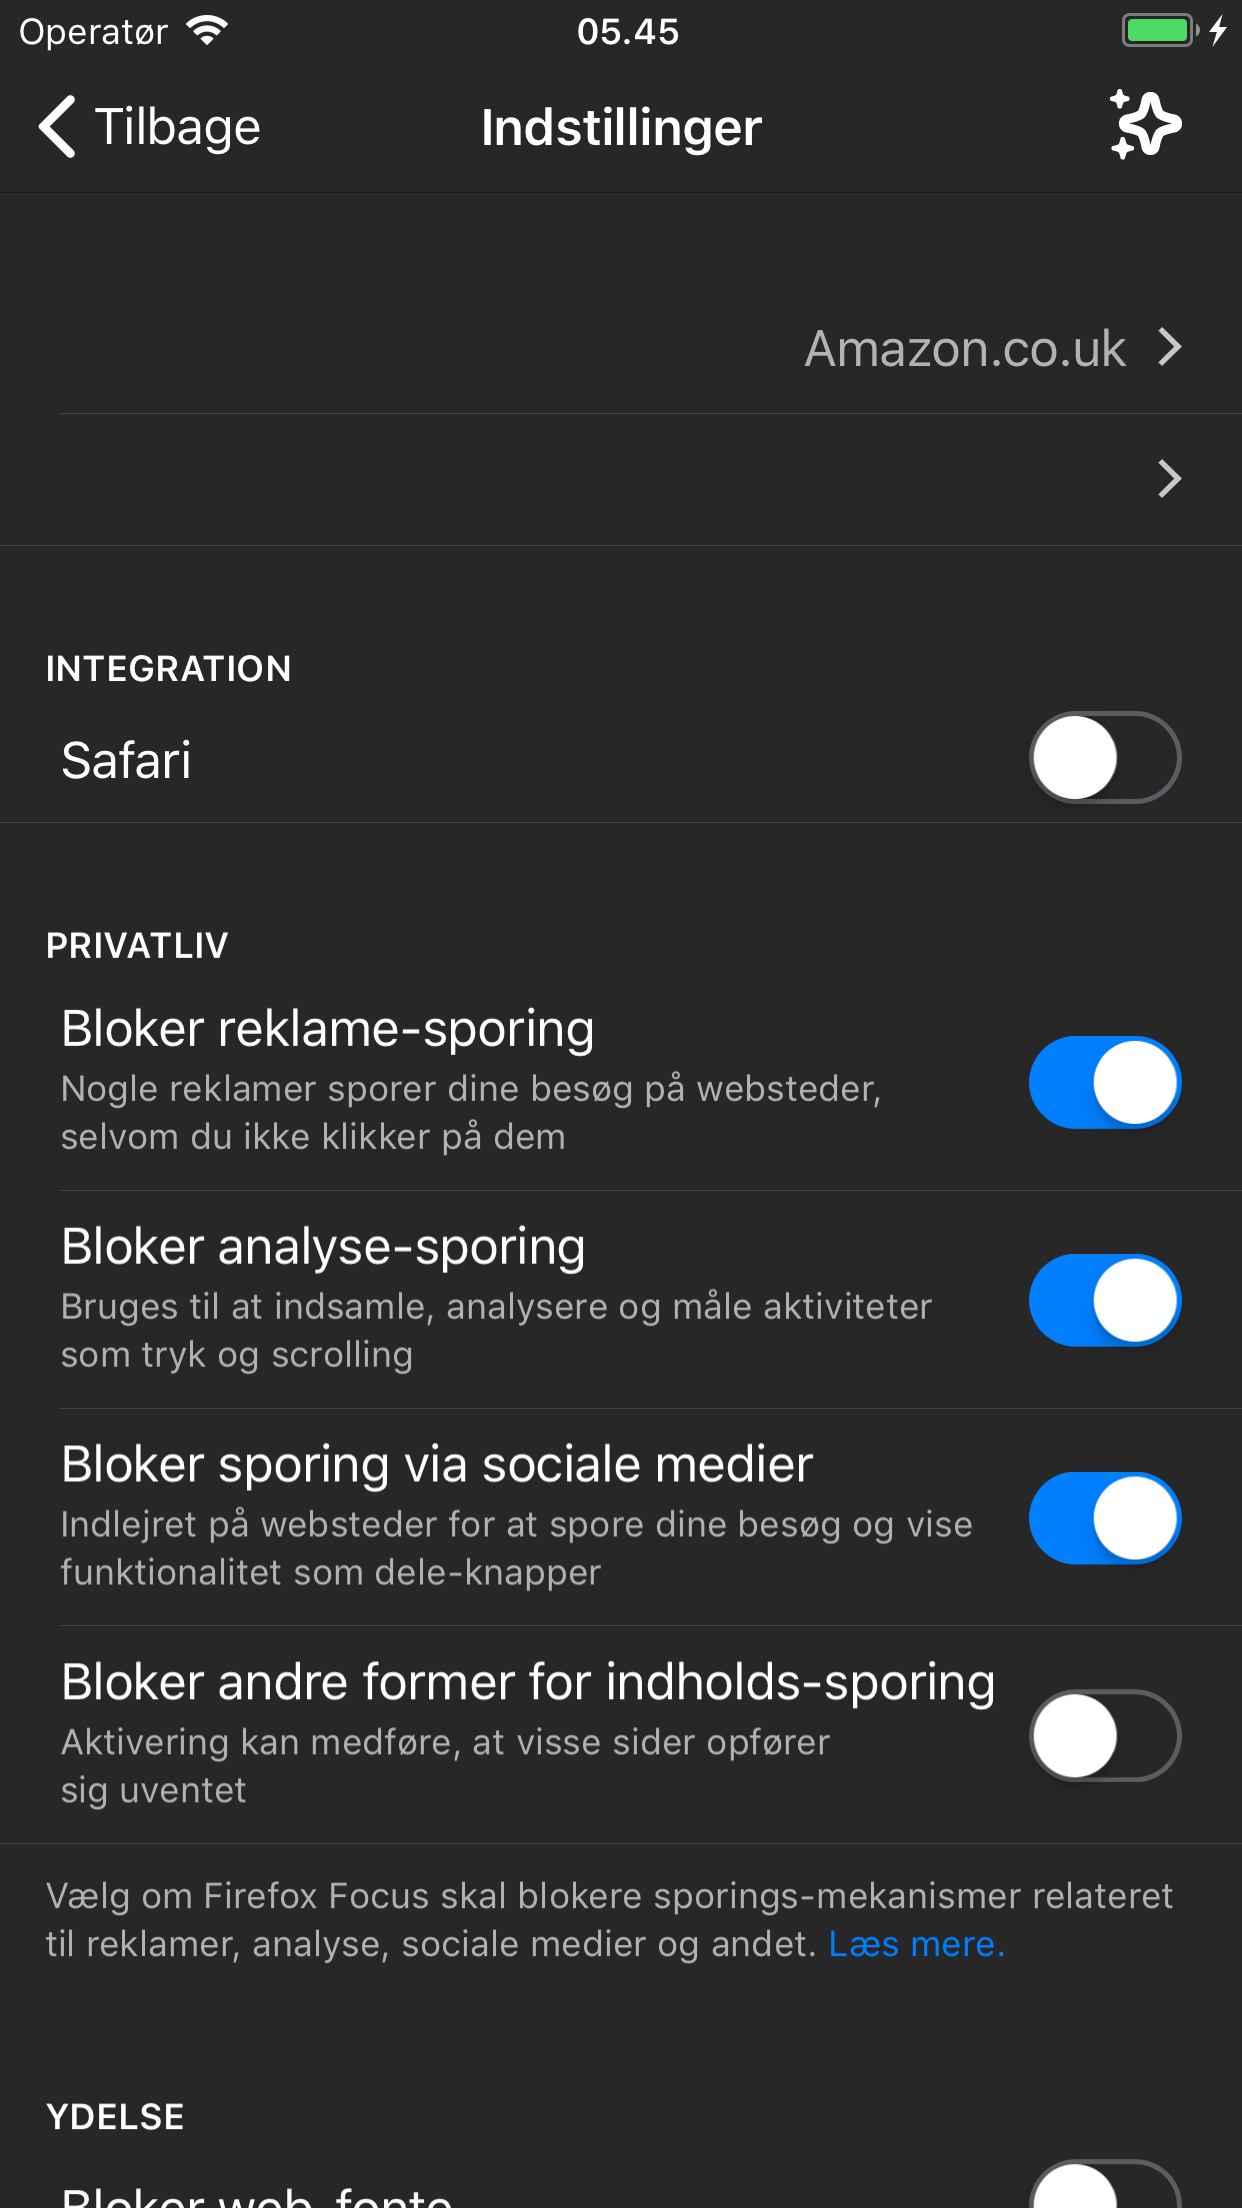 Operatør
05.45
Tilbage
Indstillinger
Amazon.co.uk
INTEGRATION
Safari
PRIVATLIV
Bloker reklame-sporing
Nogle reklamer sporer dine besøg på websteder,
selvom du ikke klikker på dem
Bloker analyse-sporing
Bruges til at indsamle, analysere og måle aktiviteter
som tryk og scrolling
Bloker sporing via sociale medier
Indlejret på websteder for at spore dine besøg og vise
funktionalitet som dele-knapper
Bloker andre former for indholds-sporing
Aktivering kan medføre, at visse sider opfører
sig uventet
Vælg om Firefox Focus skal blokere sporings-mekanismer relateret
til reklamer, analyse, sociale medier og andet. Læs mere.
YDELSE
Bloker web-fonte